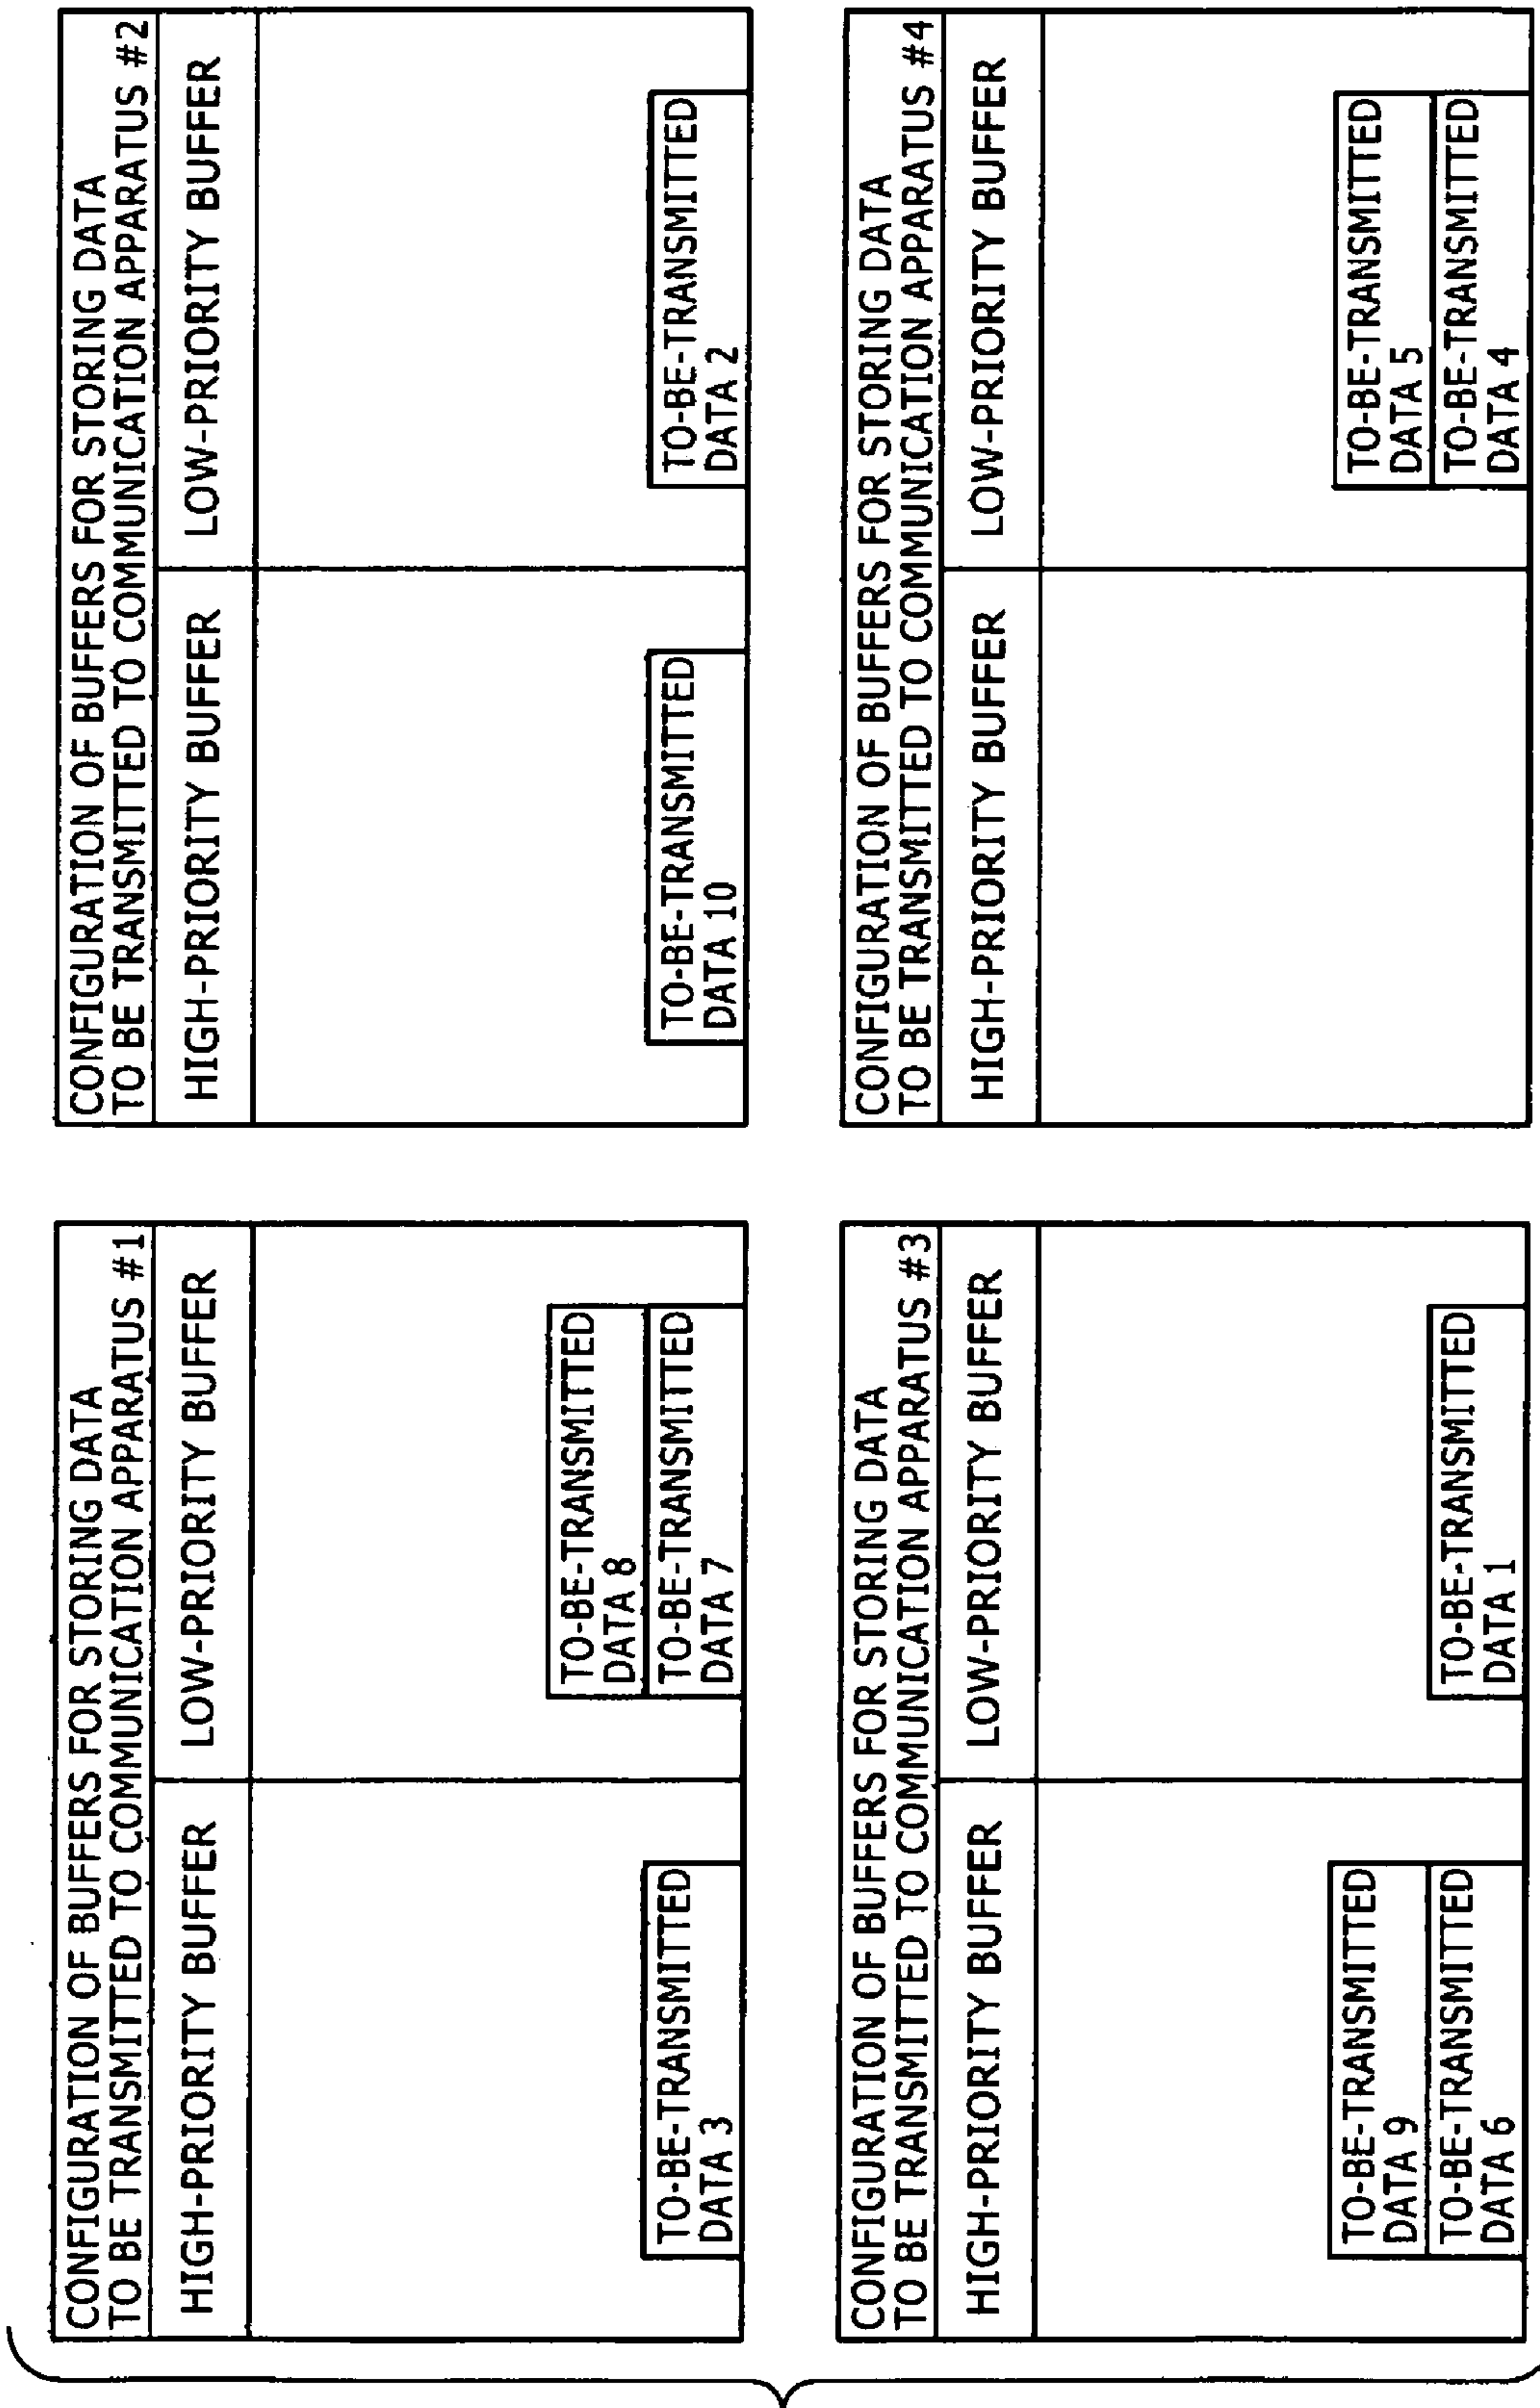 CONFIGURATION OF BUFFERS FOR STORING DATA
TO BE TRANSMITTED TO COMMUNICATION APPARATUS #1
HIGH-PRIORITY BUFFER
LOW-PRIORITY BUFFER
TO-BE-TRANSMITTED
DATA 3
TO-BE-TRANSMITTED
DATA 8
TO-BE-TRANSMITTED
DATA 7
CONFIGURATION OF BUFFERS FOR STORING DATA
TO BE TRANSMITTED TO COMMUNICATION APPARATUS #2
HIGH-PRIORITY BUFFER
LOW-PRIORITY BUFFER
TO-BE-TRANSMITTED
DATA 10
TO-BE-TRANSMITTED
DATA 2
CONFIGURATION OF BUFFERS FOR STORING DATA
TO BE TRANSMITTED TO COMMUNICATION APPARATUS #3
HIGH-PRIORITY BUFFER
LOW-PRIORITY BUFFER
TO-BE-TRANSMITTED
DATA 9
TO-BE-TRANSMITTED
DATA 6
TO-BE-TRANSMITTED
DATA 1
CONFIGURATION OF BUFFERS FOR STORING DATA
TO BE TRANSMITTED TO COMMUNICATION APPARATUS #4
HIGH-PRIORITY BUFFER
LOW-PRIORITY BUFFER
TO-BE-TRANSMITTED
DATA 5
TO-BE-TRANSMITTED
DATA 4